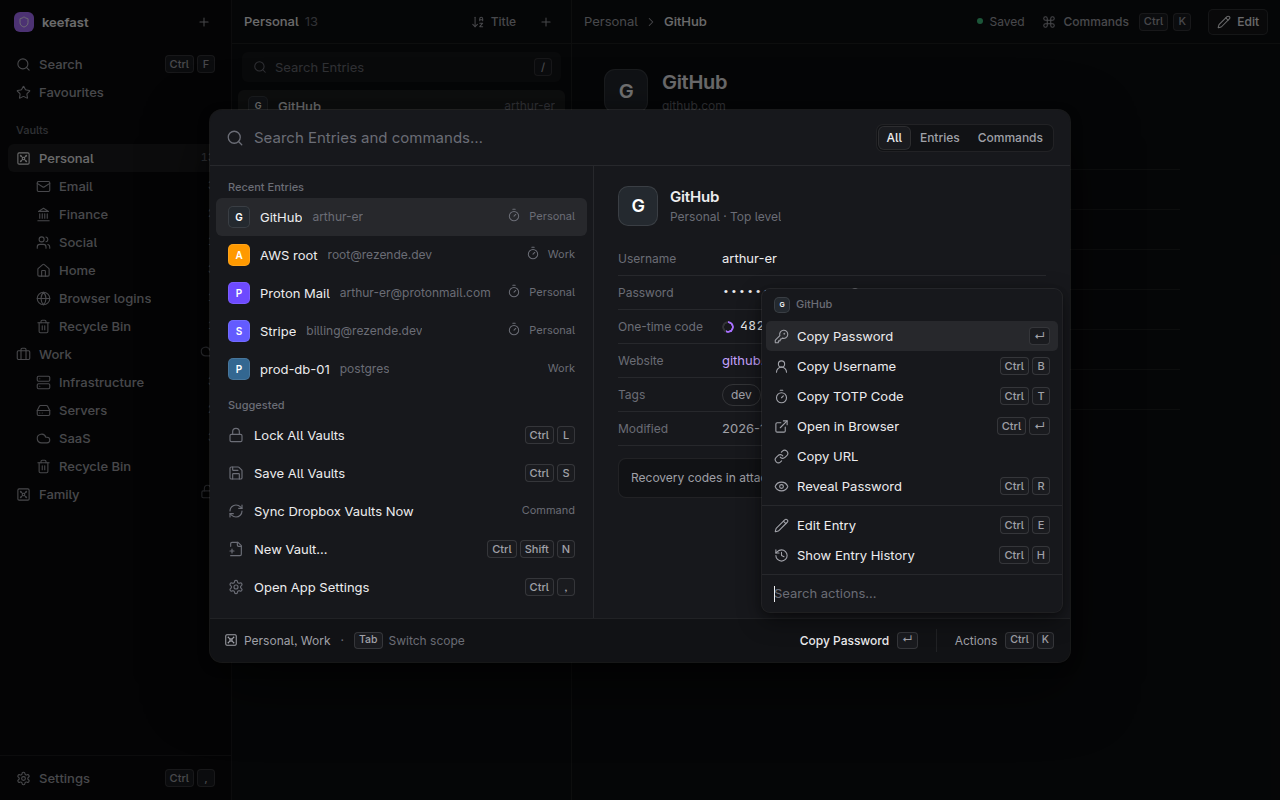 keefast
Search Ctrl F
Favourites
Vaults
Personal
Email
Finance
Social
Home
Browser logins
Recycle Bin
Work
Infrastructure
Servers
SaaS
Recycle Bin
Family
Settings Ctrl ,
Personal 13
Title
Search Entries /
G GitHub arthur-er
Personal > GitHub
Saved
Commands Ctrl K
Edit
G GitHub
github.com
Search Entries and commands...
All Entries Commands
Recent Entries
G GitHub arthur-er Personal
A AWS root root@rezende.dev Work
P Proton Mail arthur-er@protonmail.com Personal
S Stripe billing@rezende.dev Personal
P prod-db-01 postgres Work
Suggested
Lock All Vaults Ctrl L
Save All Vaults Ctrl S
Sync Dropbox Vaults Now Command
New Vault... Ctrl Shift N
Open App Settings Ctrl ,
G GitHub
Personal · Top level
Username arthur-er
Password •••••
One-time code 482
Website github
Tags dev
Modified 2026-
Recovery codes in atta
G GitHub
Copy Password ↵
Copy Username Ctrl B
Copy TOTP Code Ctrl T
Open in Browser Ctrl ↵
Copy URL
Reveal Password Ctrl R
Edit Entry Ctrl E
Show Entry History Ctrl H
Search actions...
Personal, Work · Tab Switch scope
Copy Password ↵ Actions Ctrl K